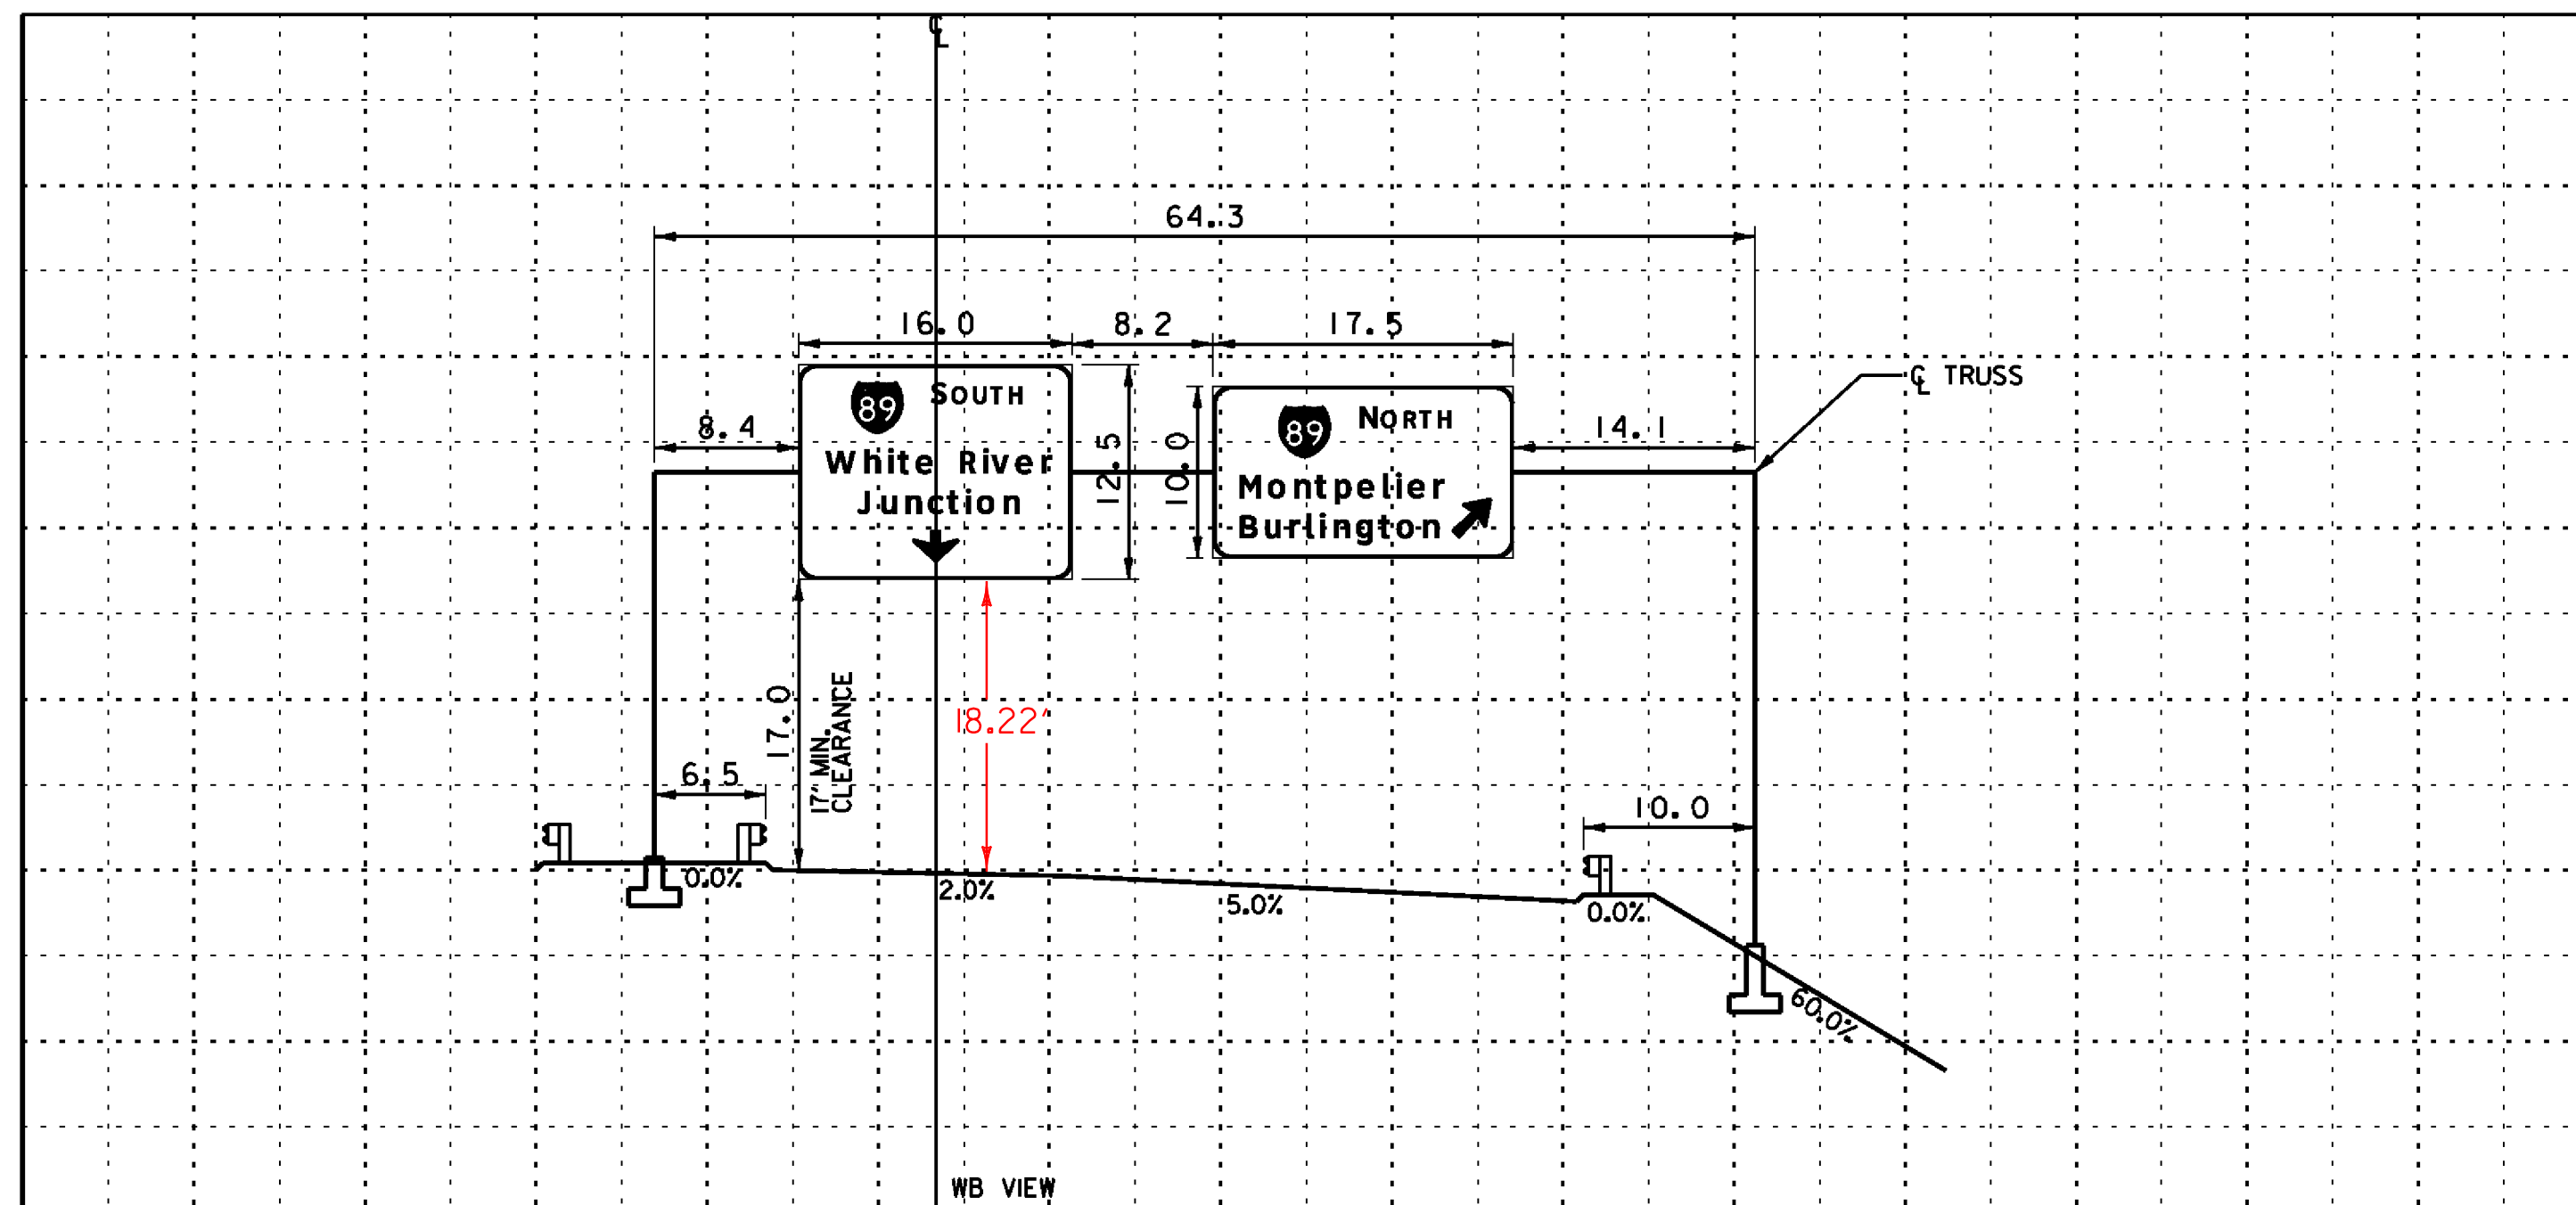 ℄
64.3
16.0 8.2 17.5
℄ TRUSS
89 SOUTH
White River
Junction
12.5
10.0
89 NORTH
Montpelier
Burlington
8.4
14.1
17.0
17' MIN.
CLEARANCE
18.22'
6.5
10.0
0.0%
2.0%
5.0%
0.0%
60.0%
WB VIEW